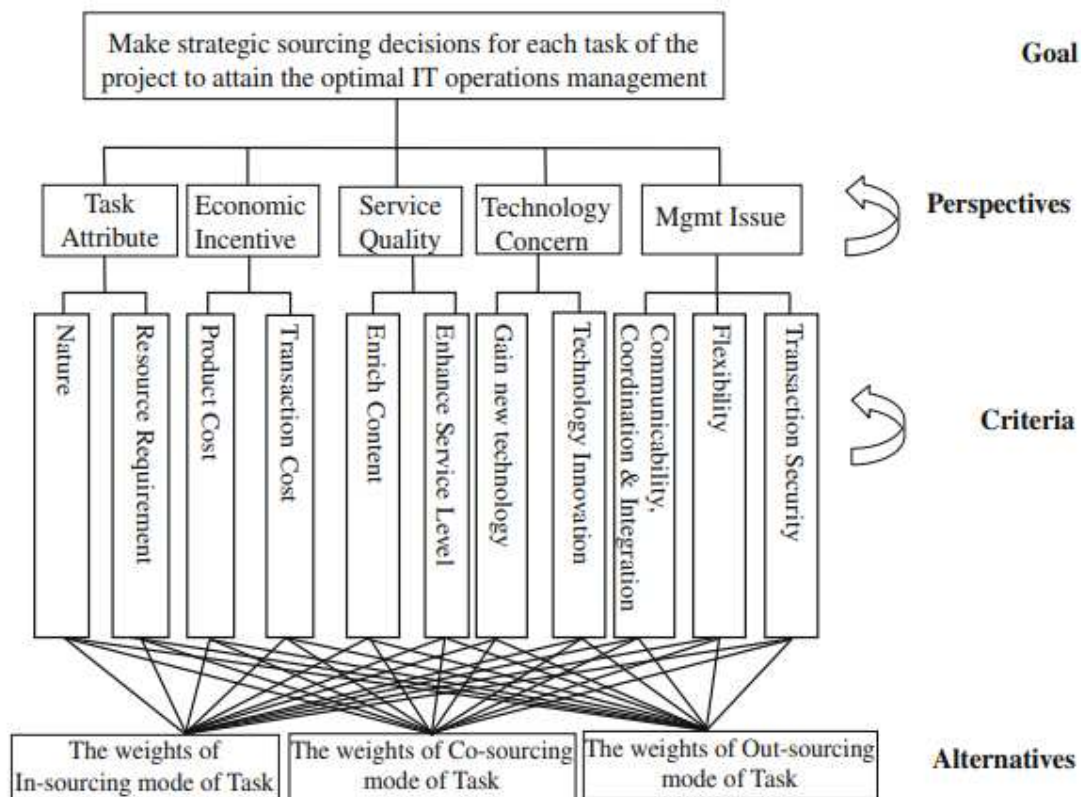 Make strategic sourcing decisions for each task of the
project to attain the optimal IT operations management
Goal
Task
Attribute
Economic
Incentive
Service
Quality
Technology
Concern
Mgmt Issue
Perspectives
Nature
Resource Requirement
Product Cost
Transaction Cost
Enrich Content
Enhance Service Level
Gain new technology
Technology Innovation
Communicability,
Coordination & Integration
Flexibility
Transaction Security
Criteria
The weights of
In-sourcing mode of Task
The weights of Co-sourcing
mode of Task
The weights of Out-sourcing
mode of Task
Alternatives